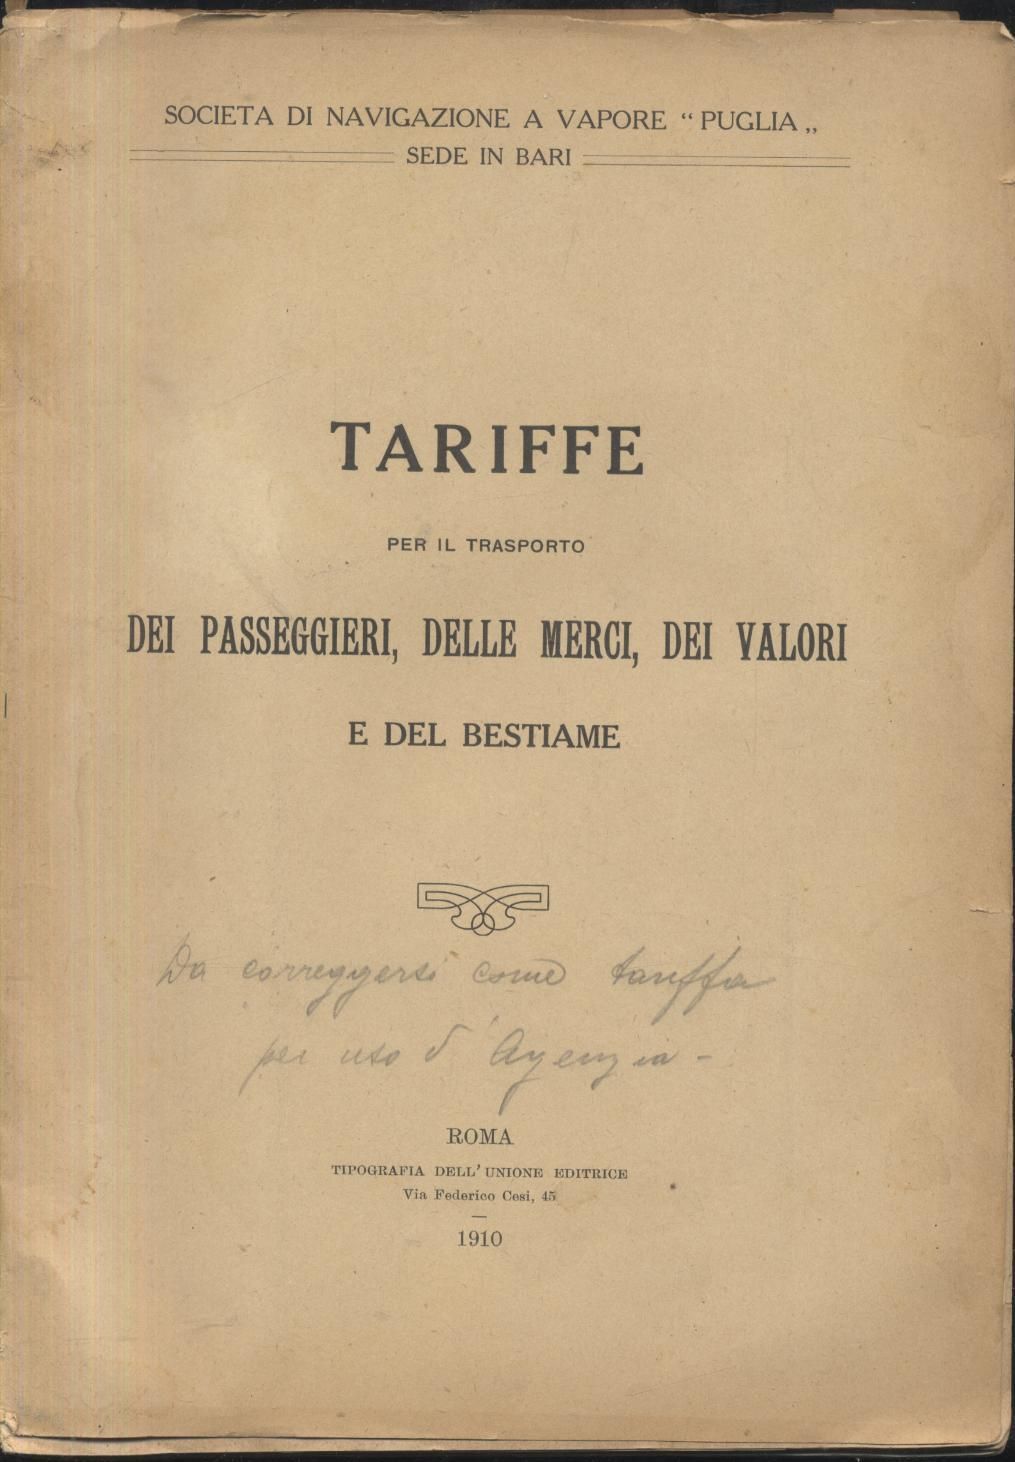 SOCIETA DI NAVIGAZIONE A VAPORE “ PUGLIA „
SEDE IN BARI
TARIFFE
PER IL TRASPORTO
DEI PASSEGGIERI, DELLE MERCI, DEI VALORI
E DEL BESTIAME
Da correggersi come tariffa
per uso d'Agenzia -
ROMA
TIPOGRAFIA DELL'UNIONE EDITRICE
Via Federico Cesi, 45
1910